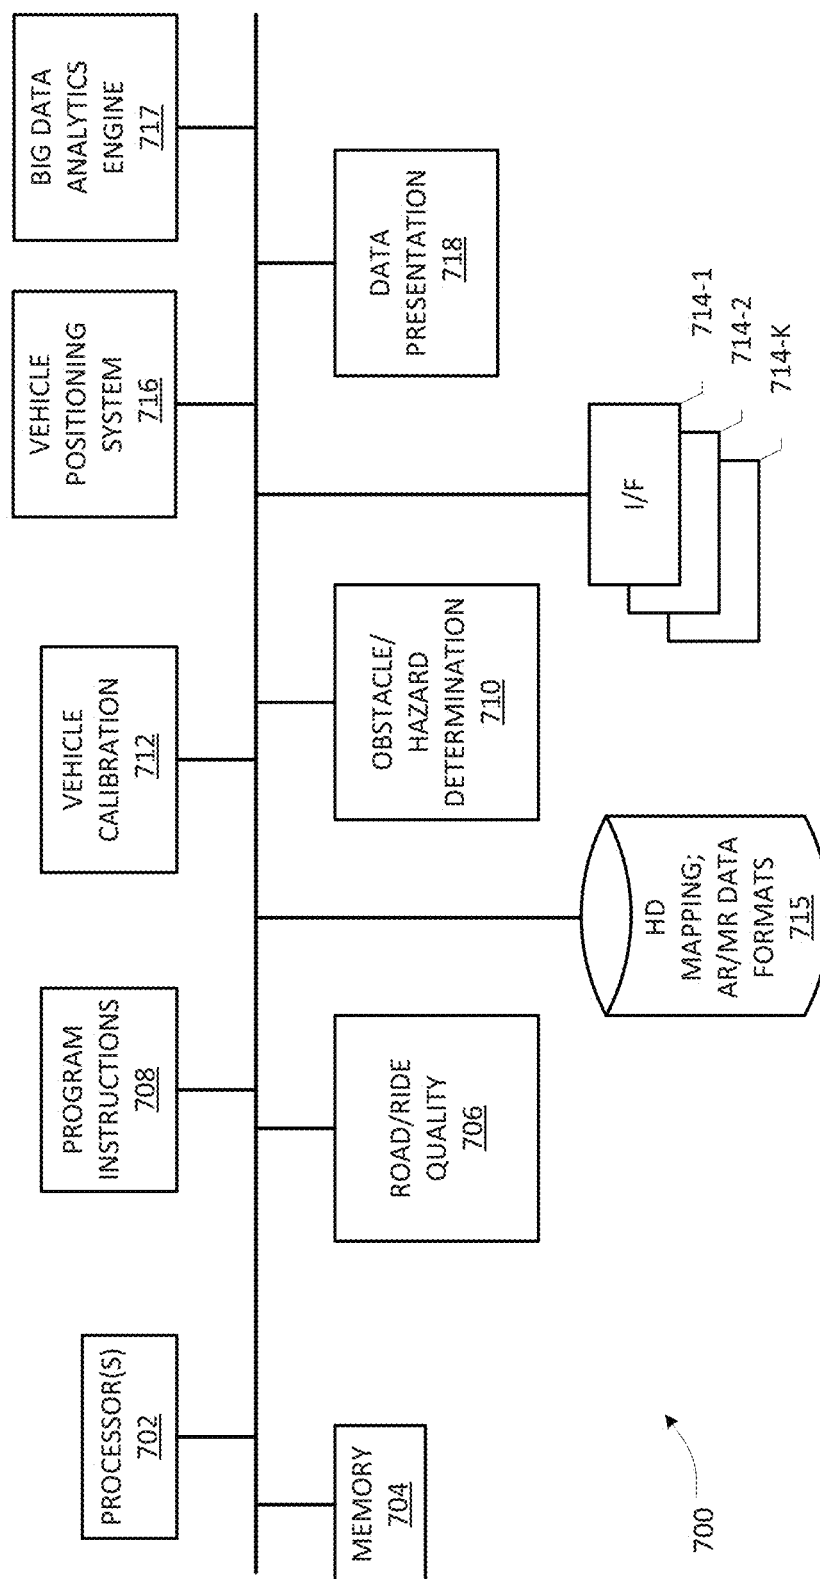 PROCESSOR(S)
702
PROGRAM
INSTRUCTIONS
708
VEHICLE
CALIBRATION
712
VEHICLE
POSITIONING
SYSTEM
716
BIG DATA
ANALYTICS
ENGINE
717
MEMORY
704
ROAD/RIDE
QUALITY
706
OBSTACLE/
HAZARD
DETERMINATION
710
DATA
PRESENTATION
718
HD
MAPPING;
AR/MR DATA
FORMATS
715
I/F
714-1
714-2
714-K
700